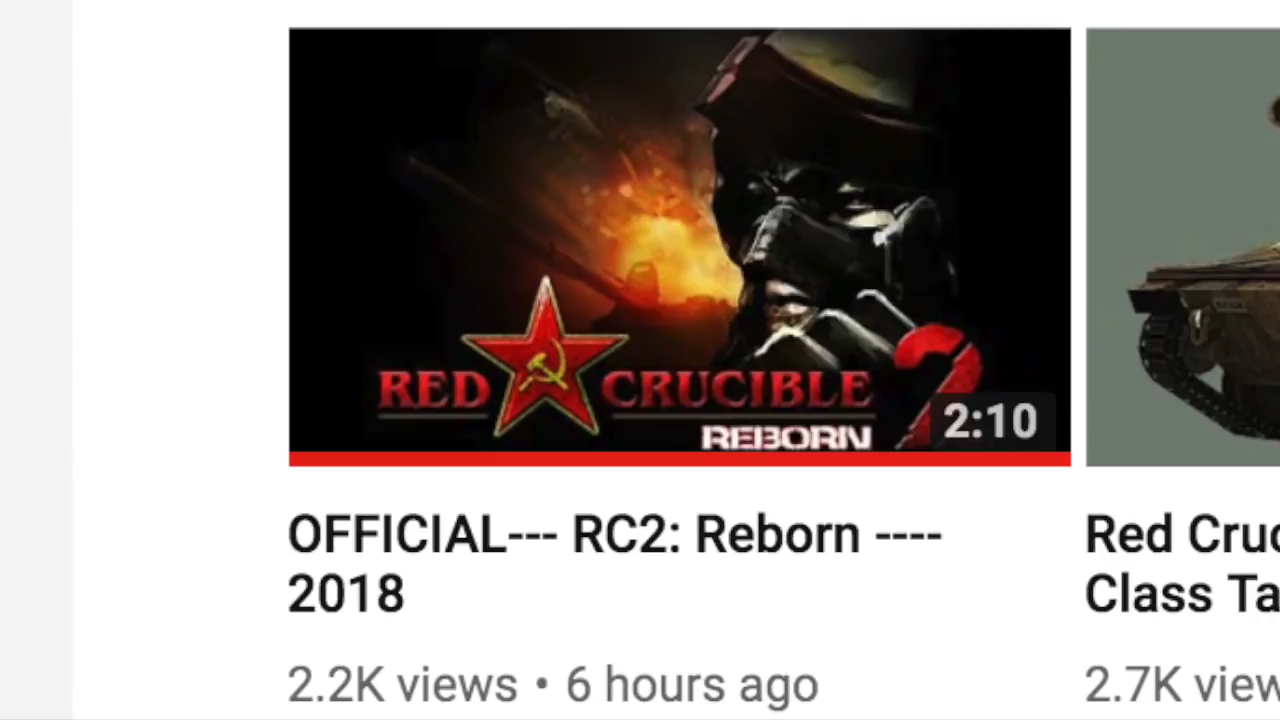 RED CRUCIBLE 2
REBORN
2:10
OFFICIAL--- RC2: Reborn ----
2018
2.2K views • 6 hours ago
Red Cruc
Class Ta
2.7K view